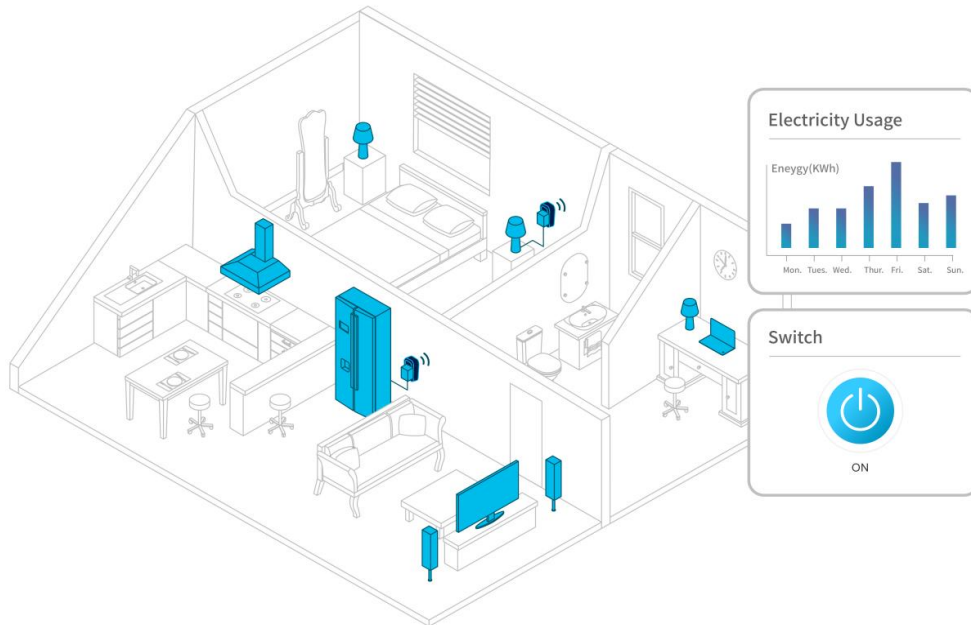 Electricity Usage
Eneygy(KWh)
Mon. Tues. Wed. Thur. Fri. Sat. Sun.
Switch
ON